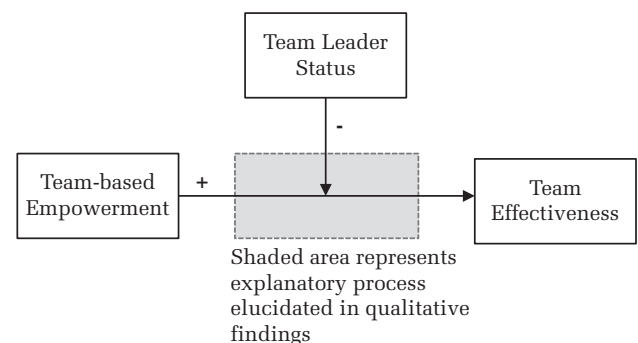 Team Leader
Status
-
Team-based
Empowerment
+
Team
Effectiveness
Shaded area represents
explanatory process
elucidated in qualitative
findings